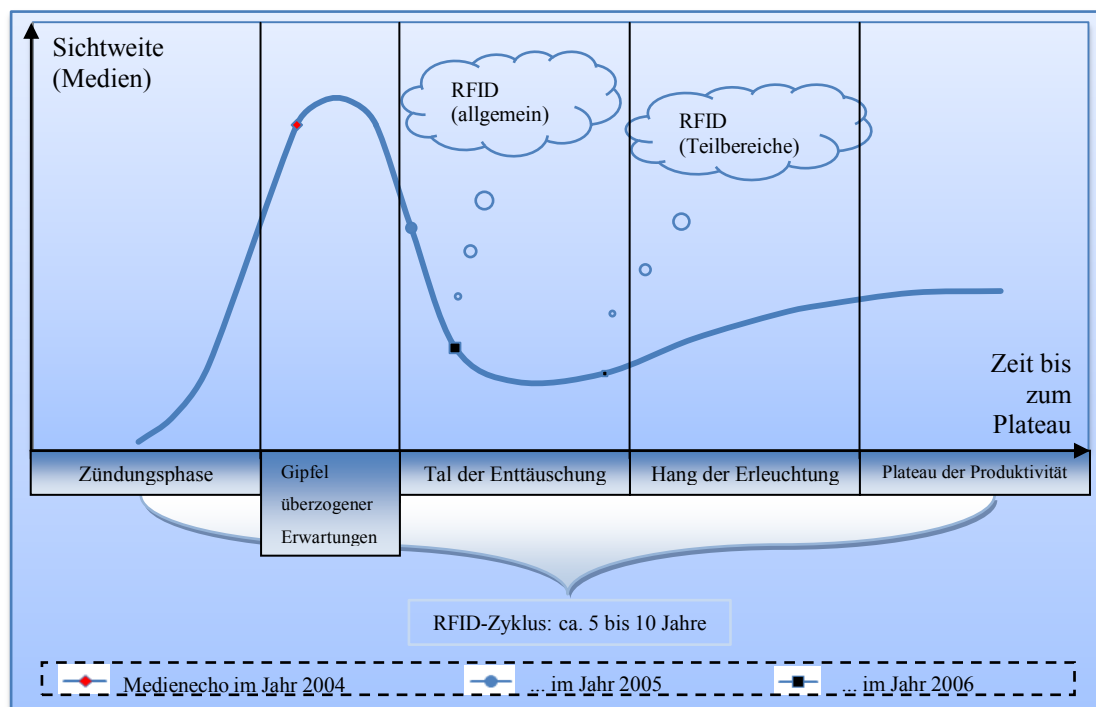 Sichtweite
(Medien)
RFID
(allgemein)
RFID
(Teilbereiche)
Zeit bis
zum
Plateau
Zündungsphase
Gipfel
überzogener
Erwartungen
Tal der Enttäuschung
Hang der Erleuchtung
Plateau der Produktivität
RFID-Zyklus: ca. 5 bis 10 Jahre
Medienecho im Jahr 2004
... im Jahr 2005
... im Jahr 2006